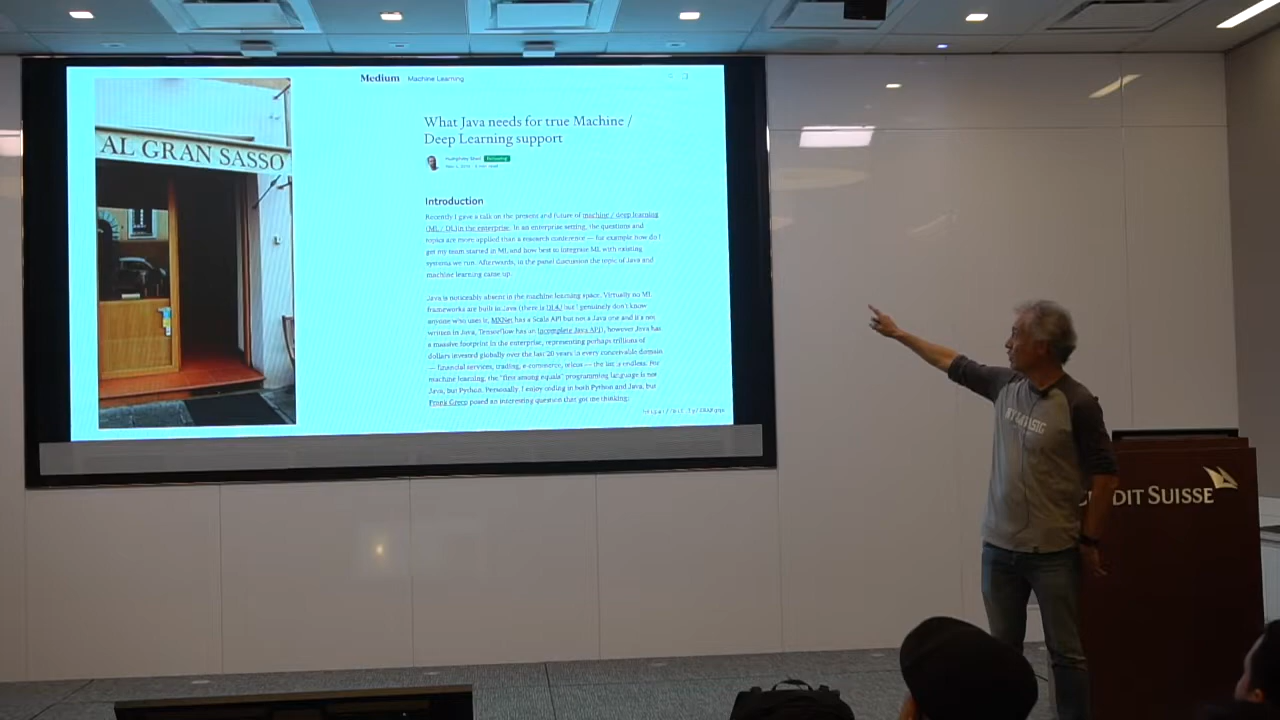 AL GRAN SASSO
Medium Machine Learning
What Java needs for true Machine /
Deep Learning support
Introduction
Recently I gave a talk on the present and future of machine / deep learning
(ML / DL) in the enterprise. In an enterprise setting, the questions and
topics are more applied than a research conference — for example how do I
get my team started in ML and how best to integrate ML with existing
systems we run. Afterwards, in the panel discussion the topic of Java and
machine learning came up.
Java is noticeably absent in the machine learning space. Virtually no ML
frameworks are built in Java (there is DL4J but I genuinely don't know
anyone who uses it, MXNet has a Scala API but not a Java one and it's not
written in Java, Tensorflow has an incomplete Java API), however Java has
a massive footprint in the enterprise, representing perhaps trillions of
dollars invested globally over the last 20 years in every conceivable domain
— financial services, trading, e-commerce, telcos — the list is endless. For
machine learning, the "first among equals" programming language is not
Java, but Python. Personally, I enjoy coding in both Python and Java, but
Frank Greco posed an interesting question that got me thinking:
DIT SUISSE